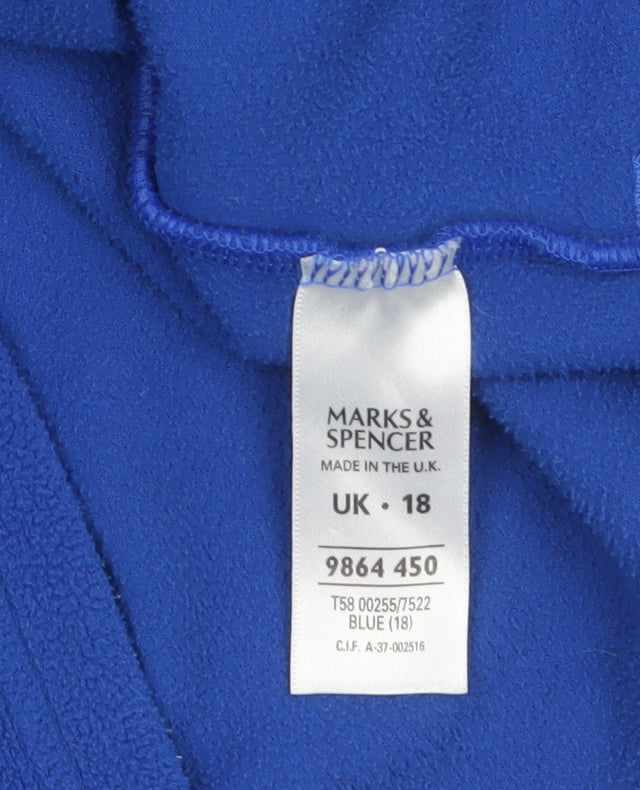 MARKS &
SPENCER
MADE IN THE U.K.
UK • 18
9864 450
T58 00255/7522
BLUE (18)
C.I.F. A-37-002516